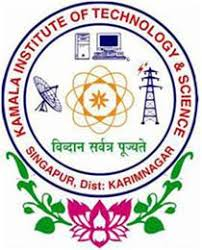 KAMALA INSTITUTE OF TECHNOLOGY & SCIENCE
विव्दान सर्वत्र पूज्यते
SINGAPUR, Dist: KARIMNAGAR